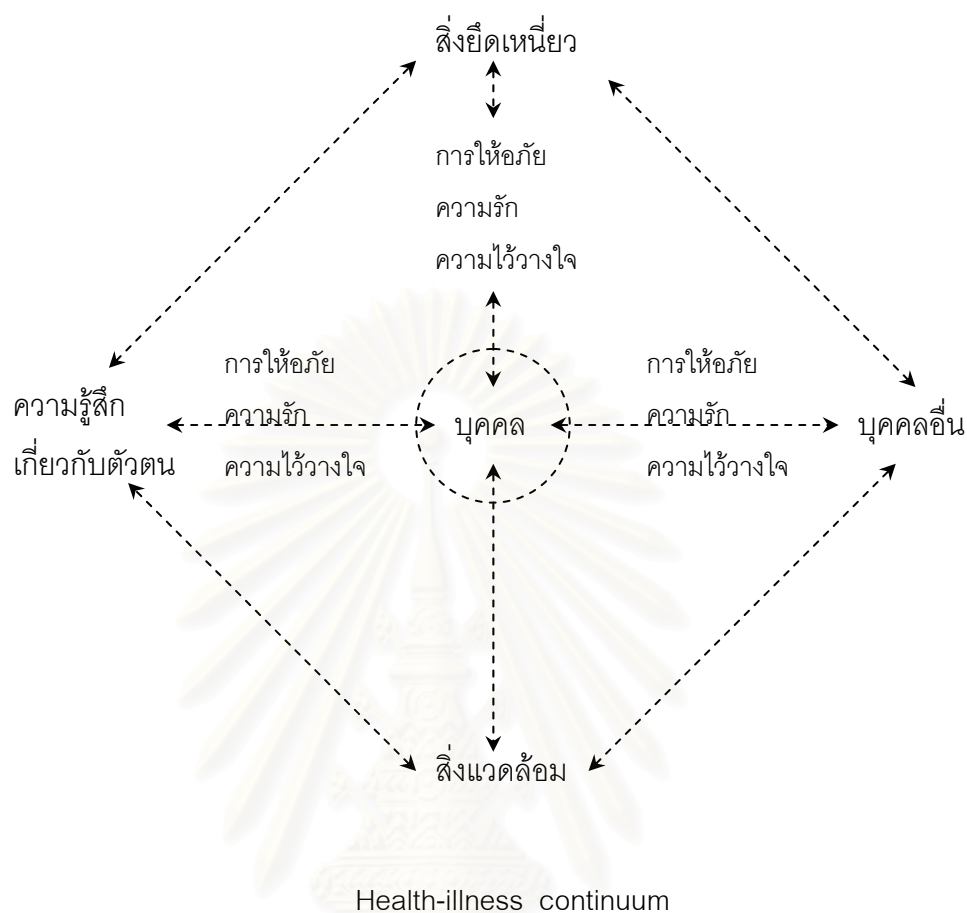 สิ่งยึดเหนี่ยว
การให้อภัย
ความรัก
ความไว้วางใจ
ความรู้สึก
เกี่ยวกับตัวตน
การให้อภัย
ความรัก
ความไว้วางใจ
บุคคล
การให้อภัย
ความรัก
ความไว้วางใจ
บุคคลอื่น
สิ่งแวดล้อม
Health-illness continuum